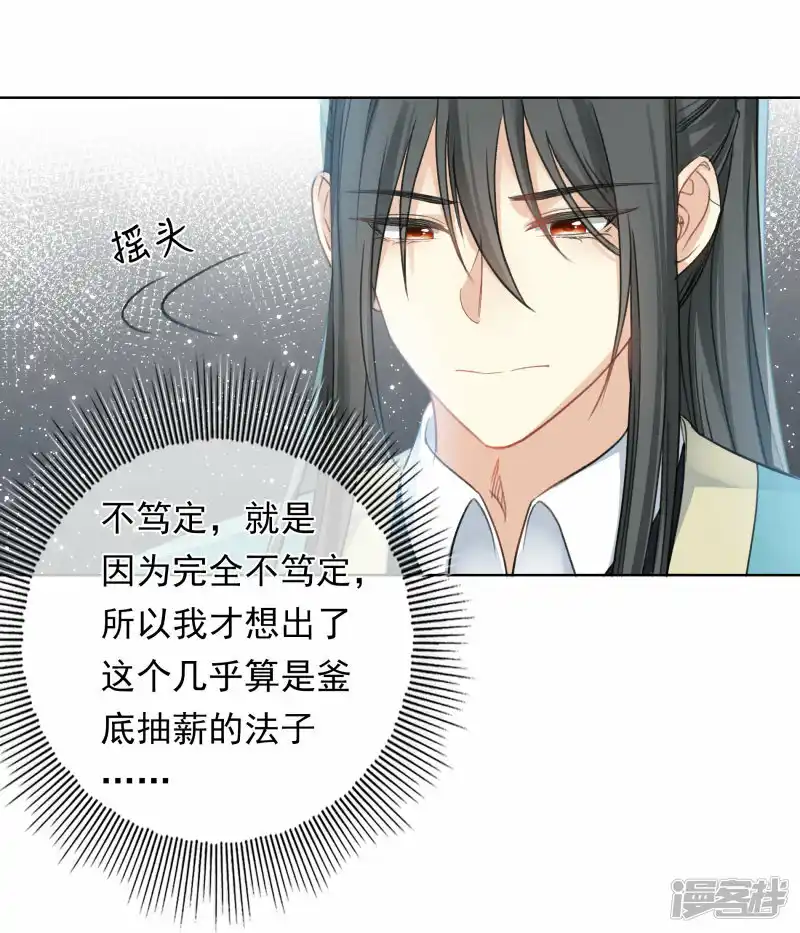 摇头
不笃定，就是
因为完全不笃定，
所以我才想出了
这个几乎算是釜
底抽薪的法子
……
漫客栈